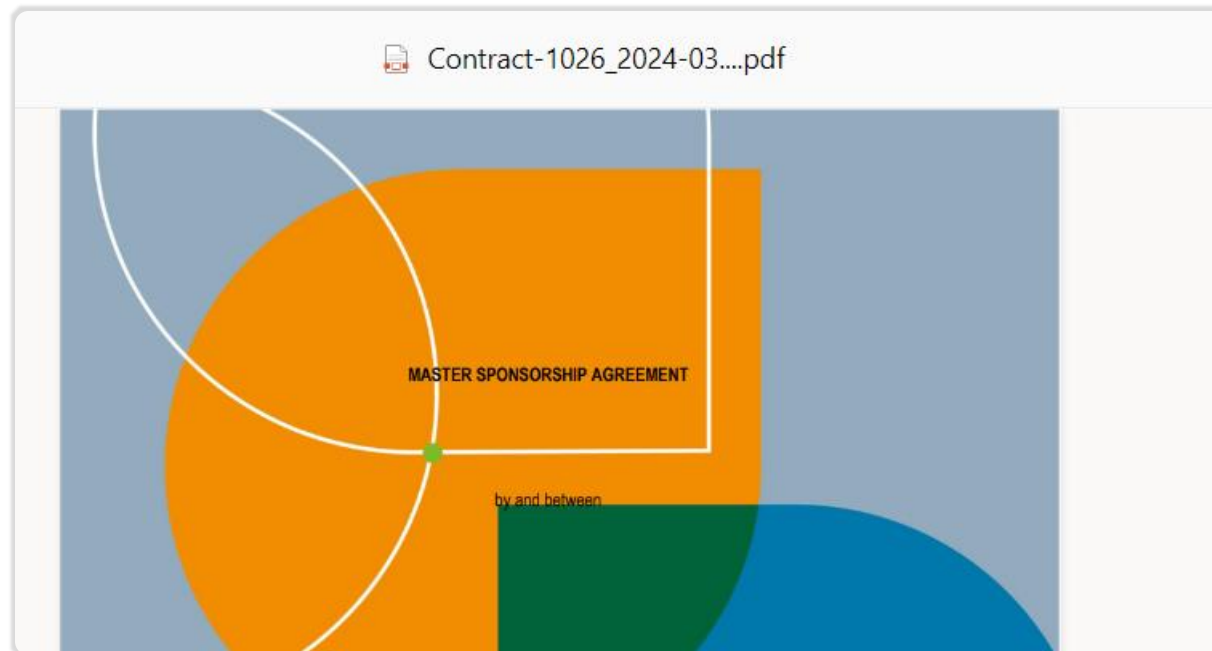 Contract-1026_2024-03....pdf
MASTER SPONSORSHIP AGREEMENT
by and between